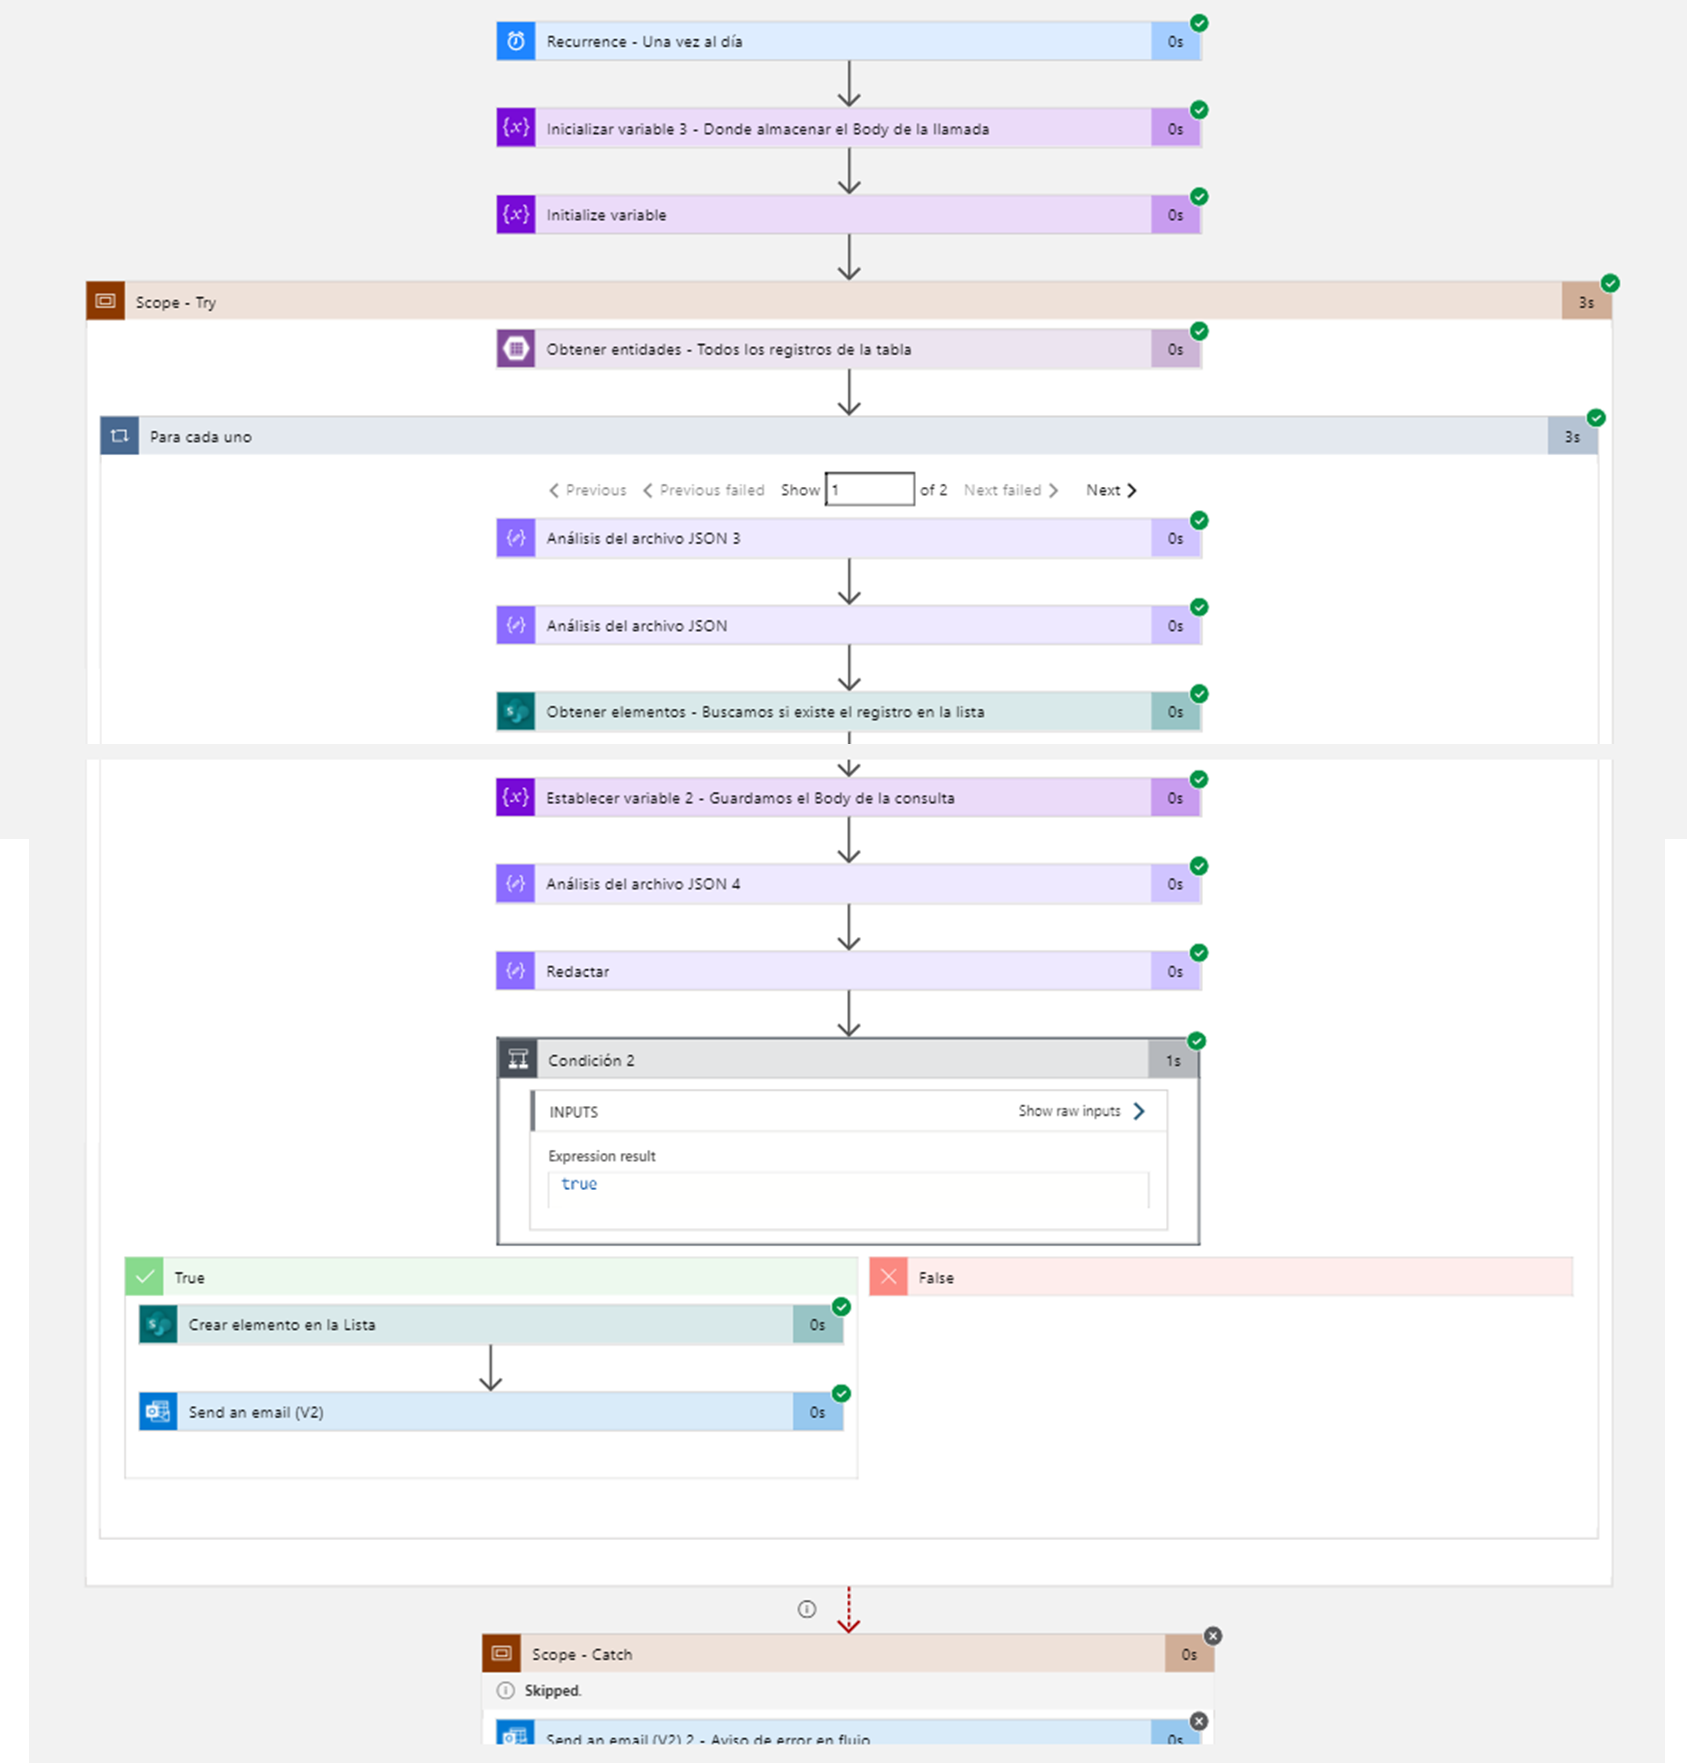 Recurrence - Una vez al día 0s
{x} Inicializar variable 3 - Donde almacenar el Body de la llamada 0s
{x} Initialize variable 0s
Scope - Try 3s
Obtener entidades - Todos los registros de la tabla 0s
Para cada uno 3s
Previous Previous failed Show 1 of 2 Next failed Next
Análisis del archivo JSON 3 0s
Análisis del archivo JSON 0s
S Obtener elementos - Buscamos si existe el registro en la lista 0s
{x} Establecer variable 2 - Guardamos el Body de la consulta 0s
Análisis del archivo JSON 4 0s
Redactar 0s
Condición 2 1s
INPUTS Show raw inputs
Expression result
true
True
False
S Crear elemento en la Lista 0s
Send an email (V2) 0s
Scope - Catch 0s
Skipped.
Send an email (V2) 2 - Aviso de error en flujo 0s